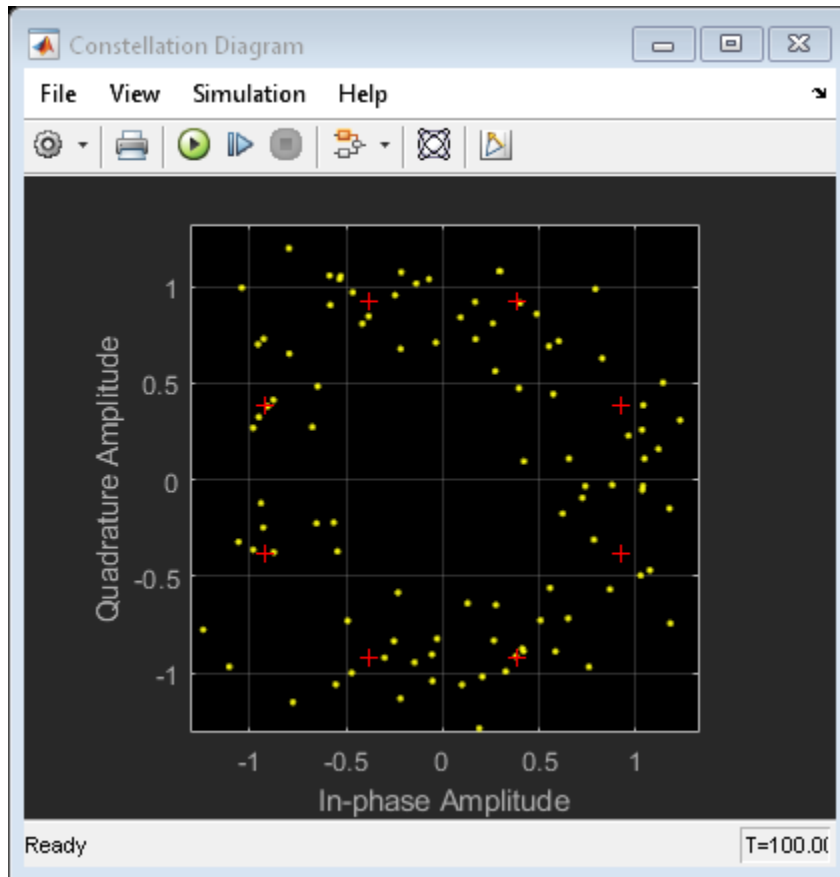 Constellation Diagram
File View Simulation Help
1
0.5
0
-0.5
-1
Quadrature Amplitude
-1 -0.5 0 0.5 1
In-phase Amplitude
Ready
T=100.0